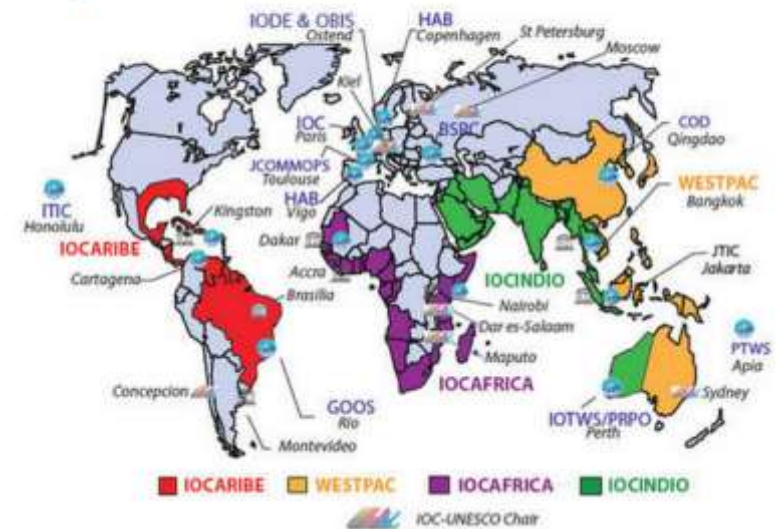 IODE & OBIS
Ostend
HAB
Copenhagen
St Petersburg
Moscow
Kiel
IOC
Paris
BSRC
COD
Qingdao
JCOMMOPS
Toulouse
HAB
Vigo
WESTPAC
Bangkok
ITIC
Honolulu
Kingston
IOCARIBE
Dakar
Cartagena
Accra
IOCINDIO
JTIC
Jakarta
Brasilia
Nairobi
Dar es-Salaam
Maputo
PTWS
Apia
IOCAFRICA
Concepcion
GOOS
Rio
Sydney
IOTWS/PRPO
Perth
Montevideo
IOCARIBE WESTPAC IOCAFRICA IOCINDIO
IOC-UNESCO Chair